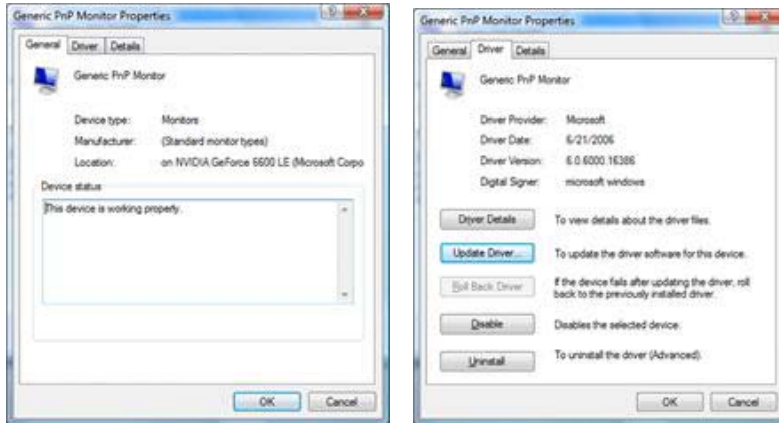 Generic PnP Monitor Properties
General Driver Details
Generic PnP Monitor
Device type: Monitors
Manufacturer: (Standard monitor types)
Location: on NVIDIA GeForce 6600 LE (Microsoft Corpo
Device status
This device is working properly.
OK Cancel
Generic PnP Monitor Properties
General Driver Details
Generic PnP Monitor
Driver Provider: Microsoft
Driver Date: 6/21/2006
Driver Version: 6.0.6000.16386
Digital Signer: microsoft windows
Driver Details To view details about the driver files.
Update Driver... To update the driver software for this device.
Roll Back Driver If the device fails after updating the driver, roll
back to the previously installed driver.
Disable Disables the selected device.
Uninstall To uninstall the driver (Advanced).
OK Cancel